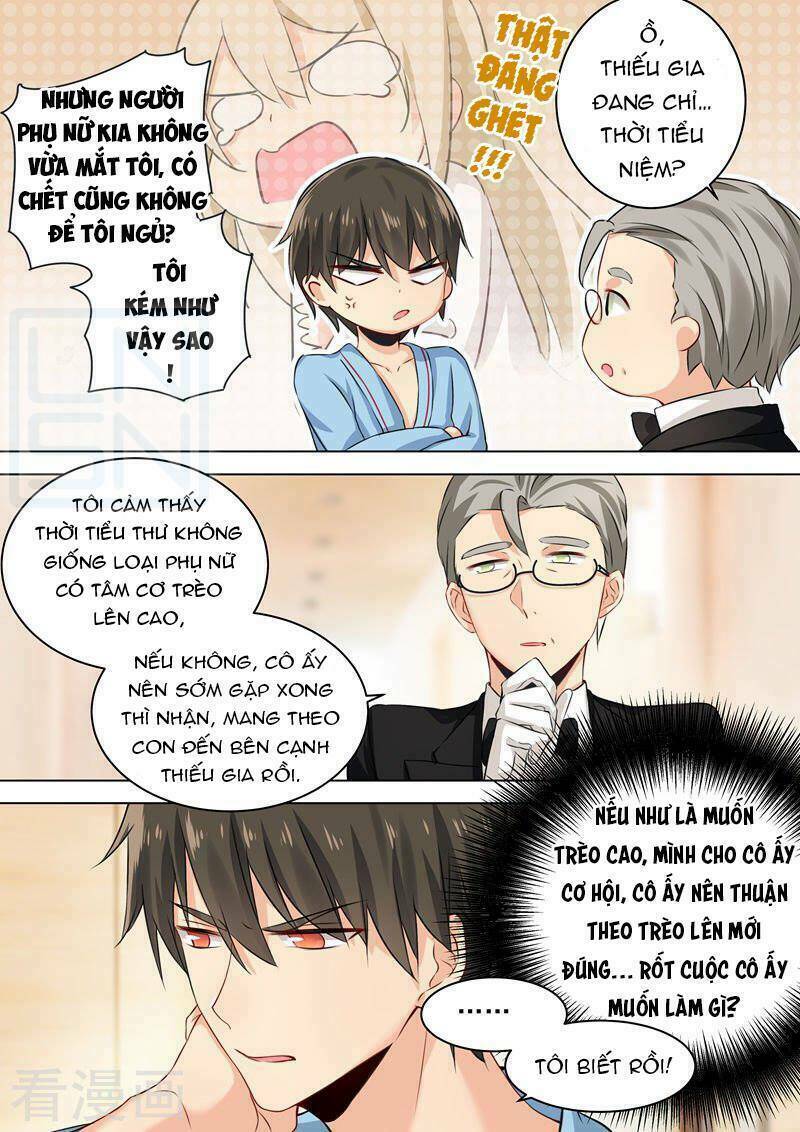 NHƯNG NGƯỜI
PHỤ NỮ KIA KHÔNG
VỪA MẮT TÔI, CÓ
CHẾT CŨNG KHÔNG
ĐỂ TÔI NGỦ?
TÔI
KÉM NHƯ
VẬY SAO
!
THẬT
ĐÁNG
GHÉT
!!!
Ồ,
THIẾU GIA
ĐANG CHỈ...
THỜI TIỂU
NIỆM?
TÔI CẢM THẤY
THỜI TIỂU THƯ KHÔNG
GIỐNG LOẠI PHỤ NỮ
CÓ TÂM CƠ TRÈO
LÊN CAO,
NẾU KHÔNG, CÔ ẤY
NÊN SỚM GẶP XONG
THÌ NHẬN, MANG THEO
CON ĐẾN BÊN CẠNH
THIẾU GIA RỒI.
NẾU NHƯ LÀ MUỐN
TRÈO CAO, MÌNH CHO CÔ ẤY
CƠ HỘI, CÔ ẤY NÊN THUẬN
THEO TRÈO LÊN MỚI
ĐÚNG... RỐT CUỘC CÔ ẤY
MUỐN LÀM GÌ?
......
TÔI BIẾT RỒI!
看漫画